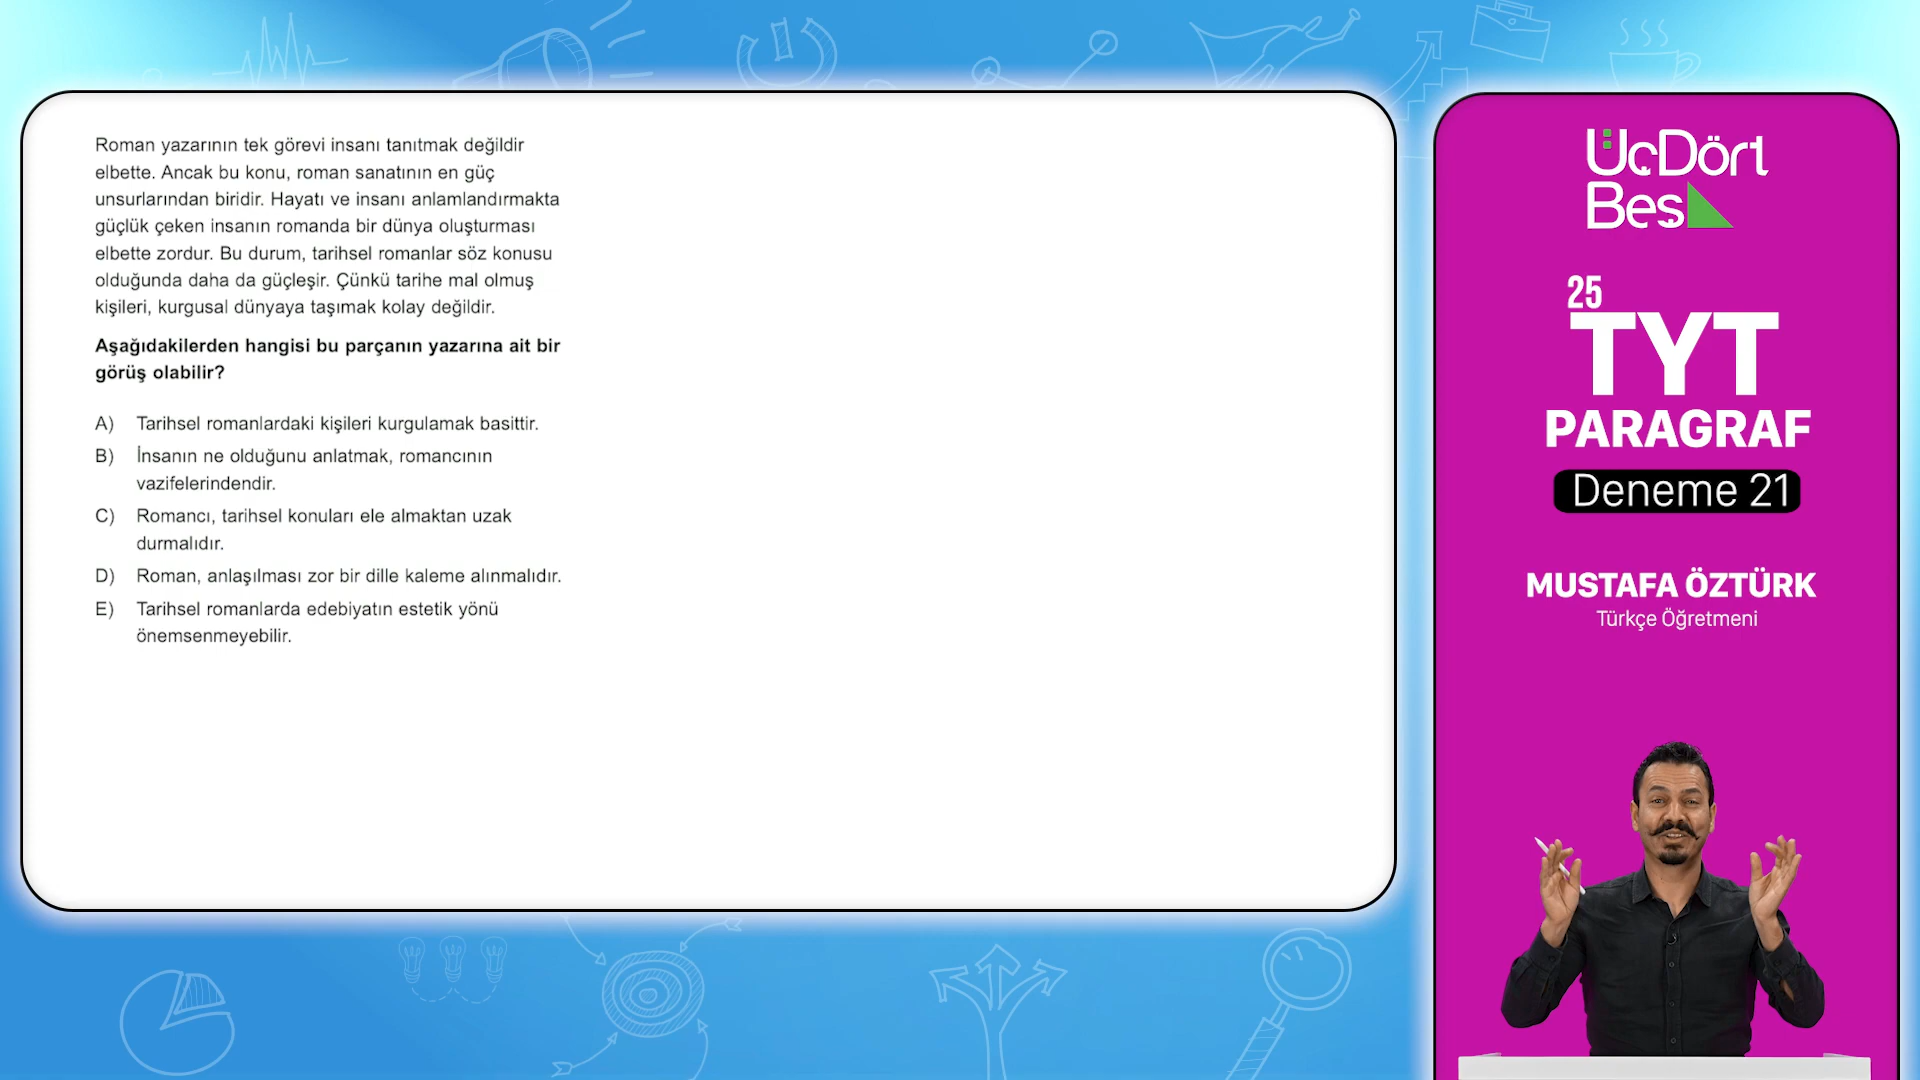 Roman yazarının tek görevi insanı tanıtmak değildir
elbette. Ancak bu konu, roman sanatının en güç
unsurlarından biridir. Hayatı ve insanı anlamlandırmakta
güçlük çeken insanın romanda bir dünya oluşturması
elbette zordur. Bu durum, tarihsel romanlar söz konusu
olduğunda daha da güçleşir. Çünkü tarihe mal olmuş
kişileri, kurgusal dünyaya taşımak kolay değildir.
Aşağıdakilerden hangisi bu parçanın yazarına ait bir
görüş olabilir?
A) Tarihsel romanlardaki kişileri kurgulamak basittir.
B) İnsanın ne olduğunu anlatmak, romancının
vazifelerindendir.
C) Romancı, tarihsel konuları ele almaktan uzak
durmalıdır.
D) Roman, anlaşılması zor bir dille kaleme alınmalıdır.
E) Tarihsel romanlarda edebiyatın estetik yönü
önemsenmeyebilir.
ÜçDört
Beş
25
TYT
PARAGRAF
Deneme 21
MUSTAFA ÖZTÜRK
Türkçe Öğretmeni